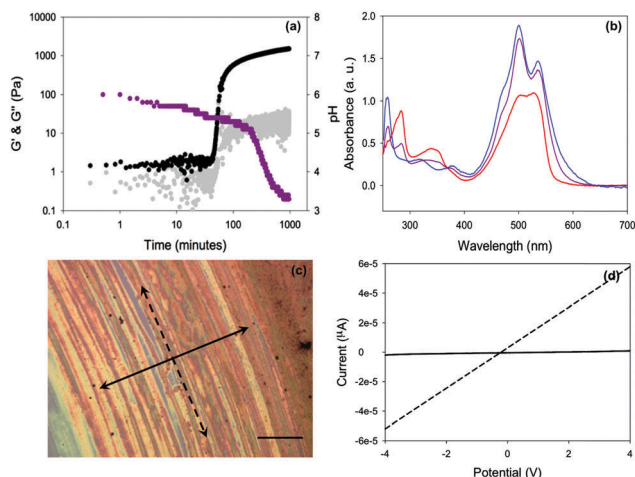 (a)
10000
1000
100
10
1
0.1
G' & G'' (Pa)
8
7
6
5
4
3
pH
0.1
1
10
100
1000
Time (minutes)
(b)
2.0
1.5
1.0
0.5
0.0
Absorbance (a. u.)
300
400
500
600
700
Wavelength (nm)
(c)
(d)
6e-5
4e-5
2e-5
0
-2e-5
-4e-5
-6e-5
Current (µA)
-4
-2
0
2
4
Potential (V)